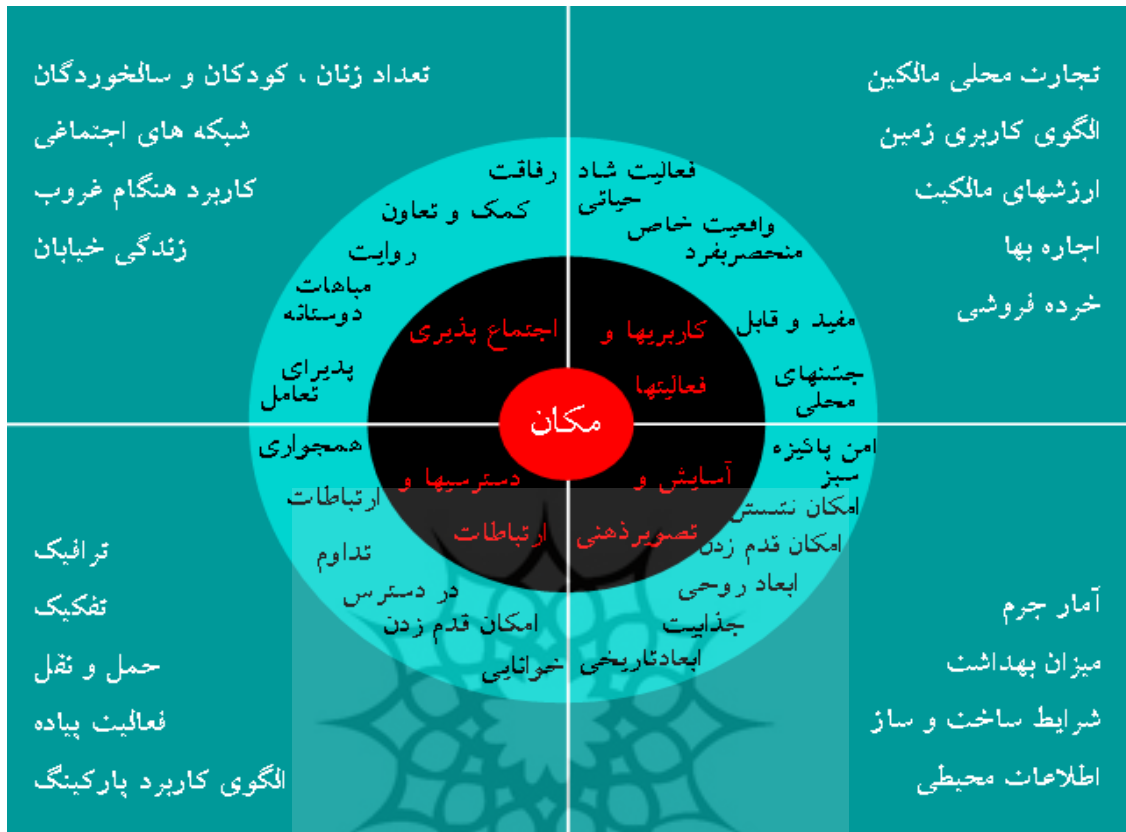 تجارت محلی مالکین
الگوی کاربری زمین
ارزشهای مالکیت
اجاره بها
خرده فروشی
تعداد زنان ، کودکان و سالخوردگان
شبکه های اجتماغی
کاربرد هنگام غروب
زندگی خیابان
فعالیت شاد
حیاتی
واقعیت خاص
منحصربفرد
مفید و قابل
جشنهای
محلی
رفاقت
کمک و تعاون
روایت
مباهات
دوستانه
پذیرای
تعامل
کاربریها و
فعالیتها
اجتماع پذیری
مکان
آسایش و
تصویرذهنی
دسترسیها و
ارتباطات
امن پاکیزه
سبز
امکان نشستن
امکان قدم زدن
ابعاد روحی
جذابیت
ابعادتاریخی
همجواری
ارتباطات
تداوم
در دسترس
امکان قدم زدن
خوانایی
آمار جرم
میزان بهداشت
شرایط ساخت و ساز
اطلاعات محیطی
ترافیک
تفکیک
حمل و نقل
فعالیت پیاده
الگوی کاربرد پارکینگ